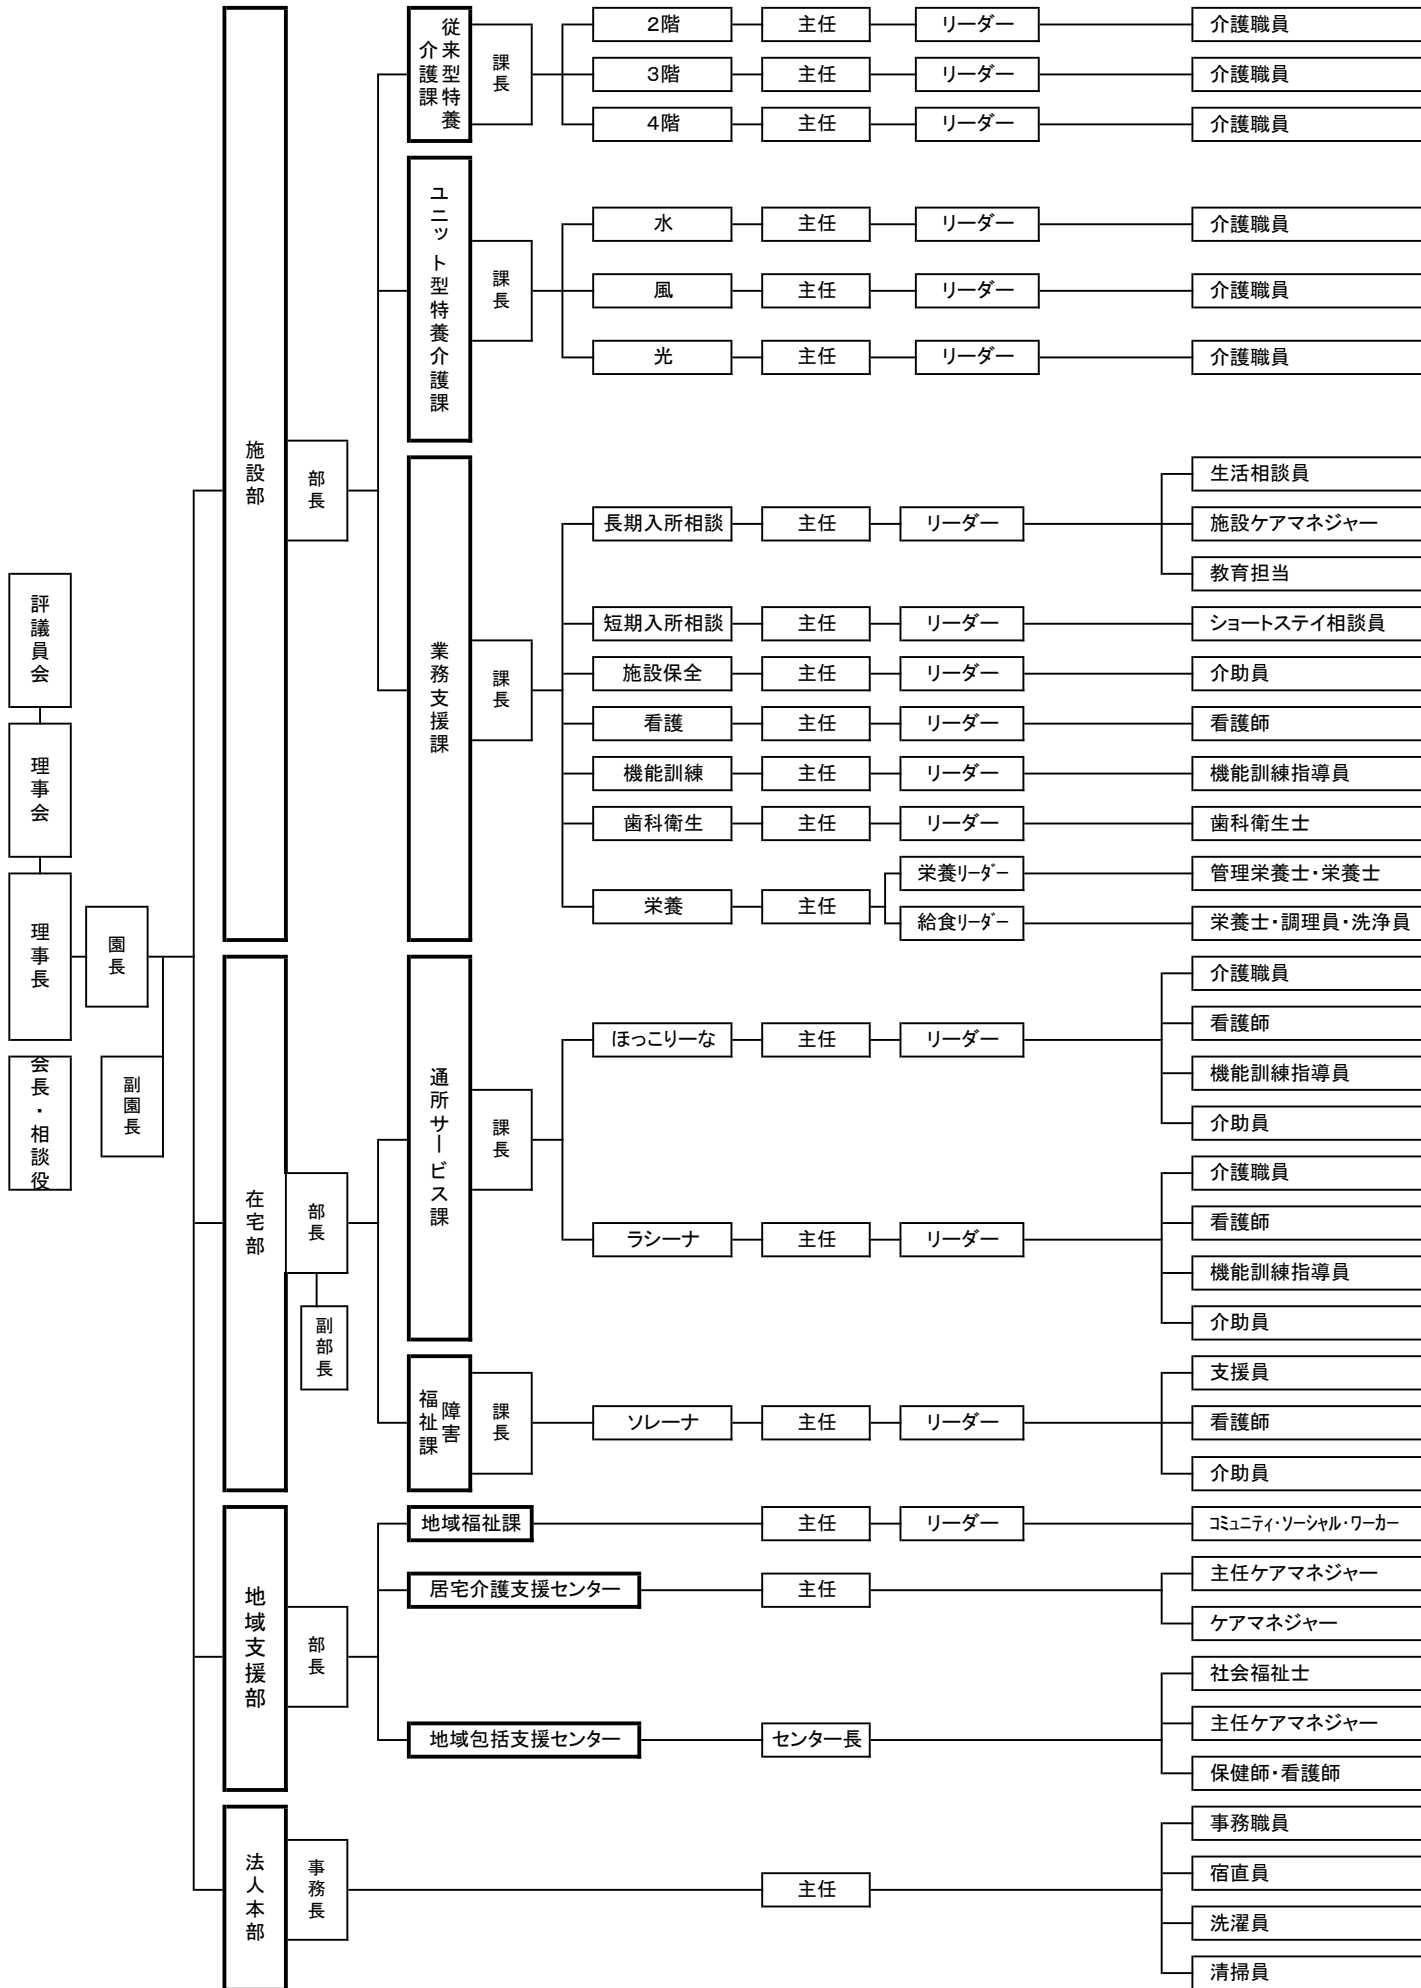 評議員会
理事会
理事長
会長・相談役
園長
副園長
施設部
部長
従来型特養
介護課
課長
2階
主任
リーダー
介護職員
3階
主任
リーダー
介護職員
4階
主任
リーダー
介護職員
ユニット型特養介護課
課長
水
主任
リーダー
介護職員
風
主任
リーダー
介護職員
光
主任
リーダー
介護職員
業務支援課
課長
長期入所相談
主任
リーダー
生活相談員
施設ケアマネジャー
教育担当
短期入所相談
主任
リーダー
ショートステイ相談員
施設保全
主任
リーダー
介助員
看護
主任
リーダー
看護師
機能訓練
主任
リーダー
機能訓練指導員
歯科衛生
主任
リーダー
歯科衛生士
栄養
主任
栄養リーダー
管理栄養士・栄養士
給食リーダー
栄養士・調理員・洗浄員
在宅部
部長
副部長
通所サービス課
課長
ほっこりーな
主任
リーダー
介護職員
看護師
機能訓練指導員
介助員
ラシーナ
主任
リーダー
介護職員
看護師
機能訓練指導員
介助員
障害
福祉課
課長
ソレーナ
主任
リーダー
支援員
看護師
介助員
地域支援部
部長
地域福祉課
主任
リーダー
コミュニティ・ソーシャル・ワーカー
居宅介護支援センター
主任
主任ケアマネジャー
ケアマネジャー
地域包括支援センター
センター長
社会福祉士
主任ケアマネジャー
保健師・看護師
法人本部
事務長
主任
事務職員
宿直員
洗濯員
清掃員